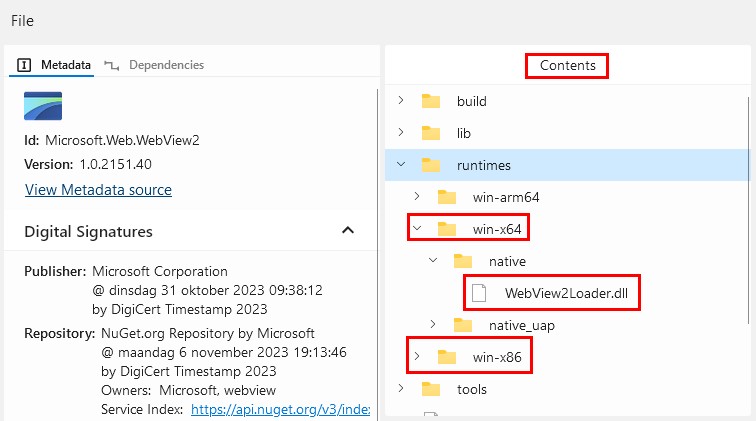 File
Metadata
Dependencies
Id: Microsoft.Web.WebView2
Version: 1.0.2151.40
View Metadata source
Digital Signatures
Publisher: Microsoft Corporation
@ dinsdag 31 oktober 2023 09:38:12
by DigiCert Timestamp 2023
Repository: NuGet.org Repository by Microsoft
@ maandag 6 november 2023 19:13:46
by DigiCert Timestamp 2023
Owners: Microsoft, webview
Service Index: https://api.nuget.org/v3/index
Contents
build
lib
runtimes
win-arm64
win-x64
native
WebView2Loader.dll
native_uap
win-x86
tools